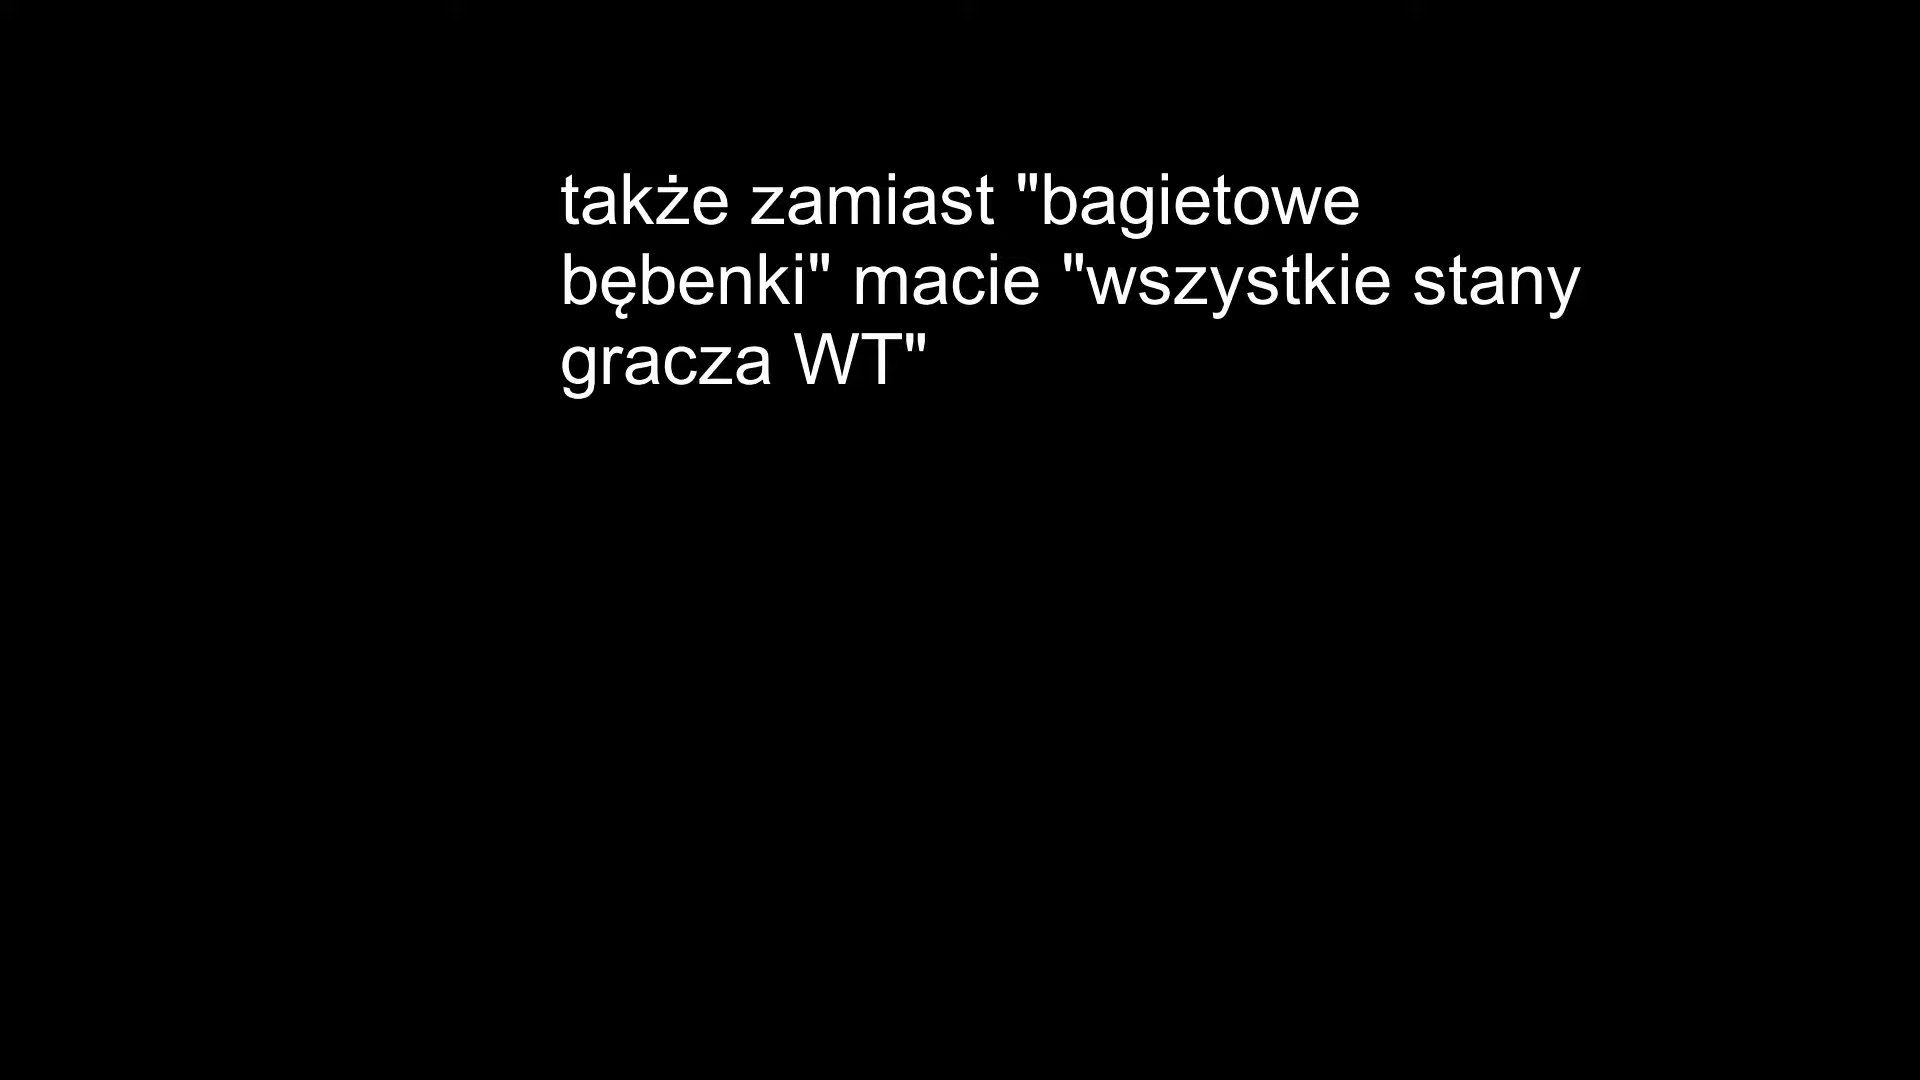 także zamiast "bagietowe
bębenki" macie "wszystkie stany
gracza WT"